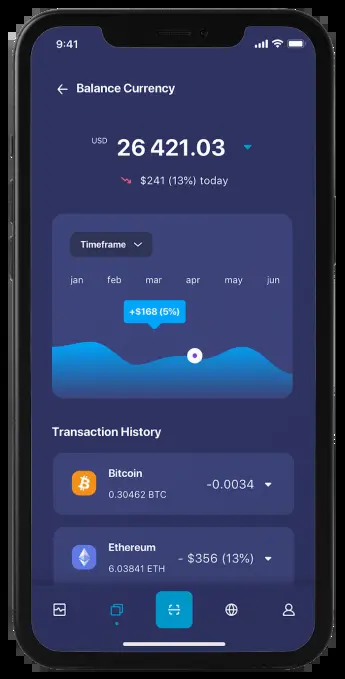 9:41
Balance Currency
USD 26 421.03
$241 (13%) today
Timeframe
jan feb mar apr may jun
+$168 (5%)
Transaction History
Bitcoin
-0.0034
0.30462 BTC
Ethereum
- $356 (13%)
6.03841 ETH